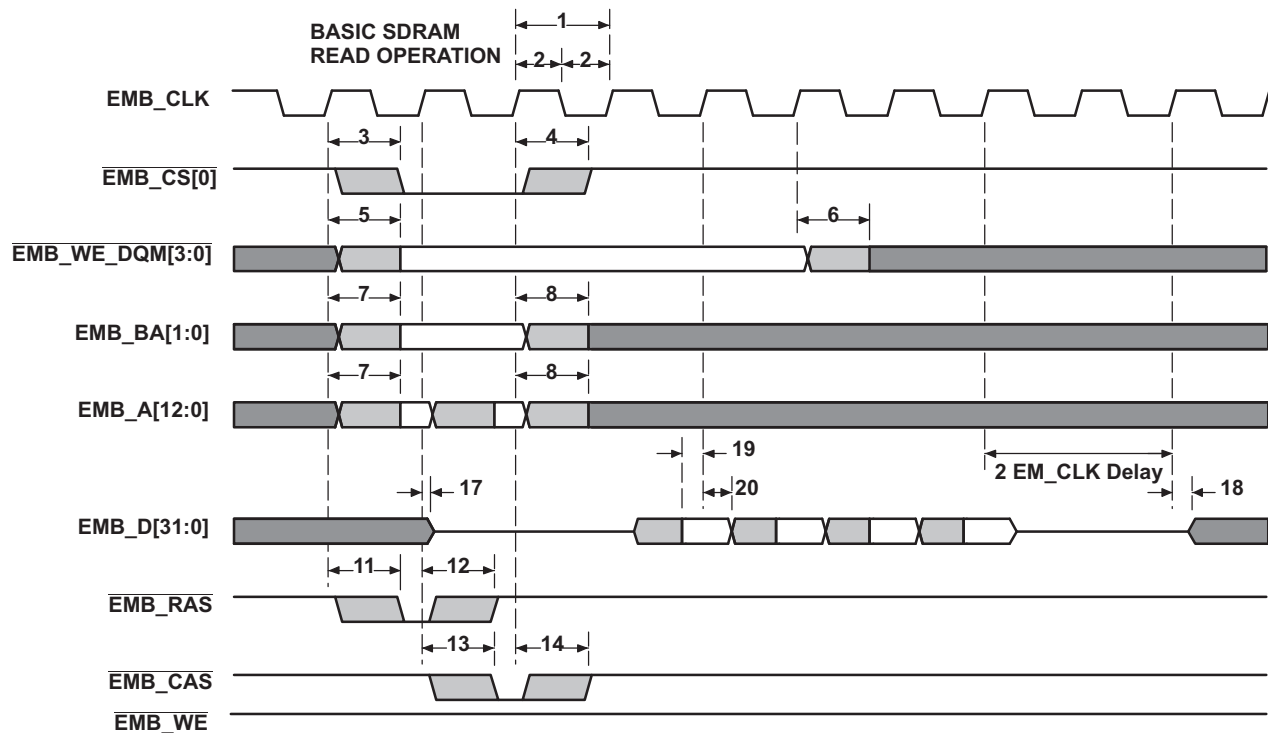 BASIC SDRAM
READ OPERATION
1
2 2
EMB_CLK
3 4
EMB_CS[0]
5 6
EMB_WE_DQM[3:0]
7 8
EMB_BA[1:0]
7 8
EMB_A[12:0]
19
2 EM_CLK Delay
17 20 18
EMB_D[31:0]
11 12
EMB_RAS
13 14
EMB_CAS
EMB_WE